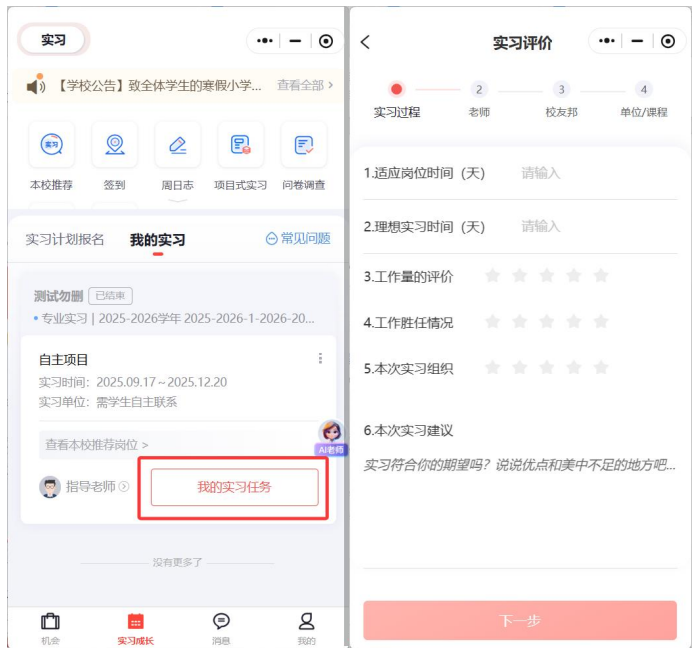 实习
【学校公告】致全体学生的寒假小学...
查看全部 >
实习
本校推荐
签到
周日志
项目式实习
问卷调查
实习计划报名
我的实习
常见问题
测试勿删
已结束
专业实习 | 2025-2026学年 2025-2026-1-2026-20...
自主项目
实习时间：2025.09.17 ~ 2025.12.20
实习单位：需学生自主联系
查看本校推荐岗位 >
AI老师
指导老师
我的实习任务
没有更多了
机会
实习成长
消息
我的
实习评价
实习过程
2
老师
3
校友邦
4
单位/课程
1.适应岗位时间（天）
请输入
2.理想实习时间（天）
请输入
3.工作量的评价
4.工作胜任情况
5.本次实习组织
6.本次实习建议
实习符合你的期望吗？说说优点和美中不足的地方吧...
下一步